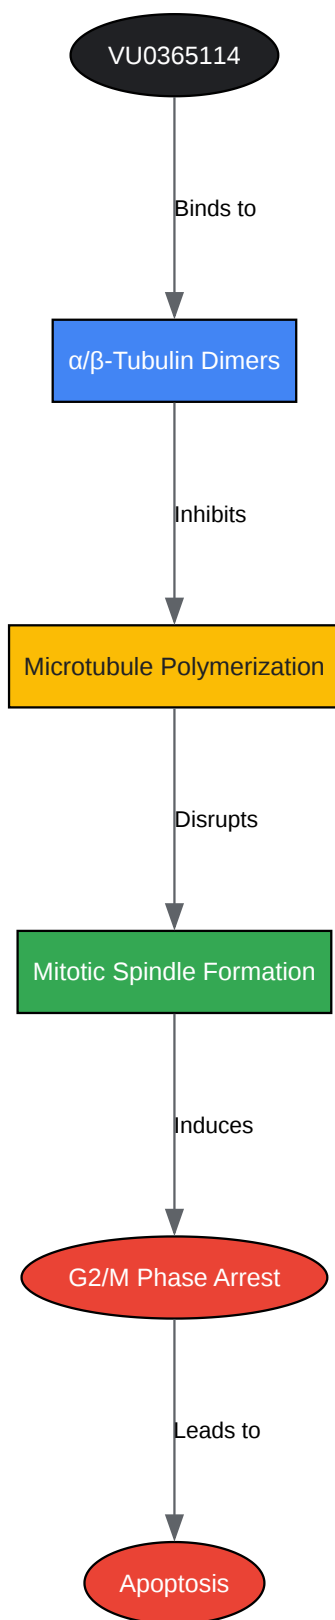 VU0365114
Binds to
α/β-Tubulin Dimers
Inhibits
Microtubule Polymerization
Disrupts
Mitotic Spindle Formation
Induces
G2/M Phase Arrest
Leads to
Apoptosis